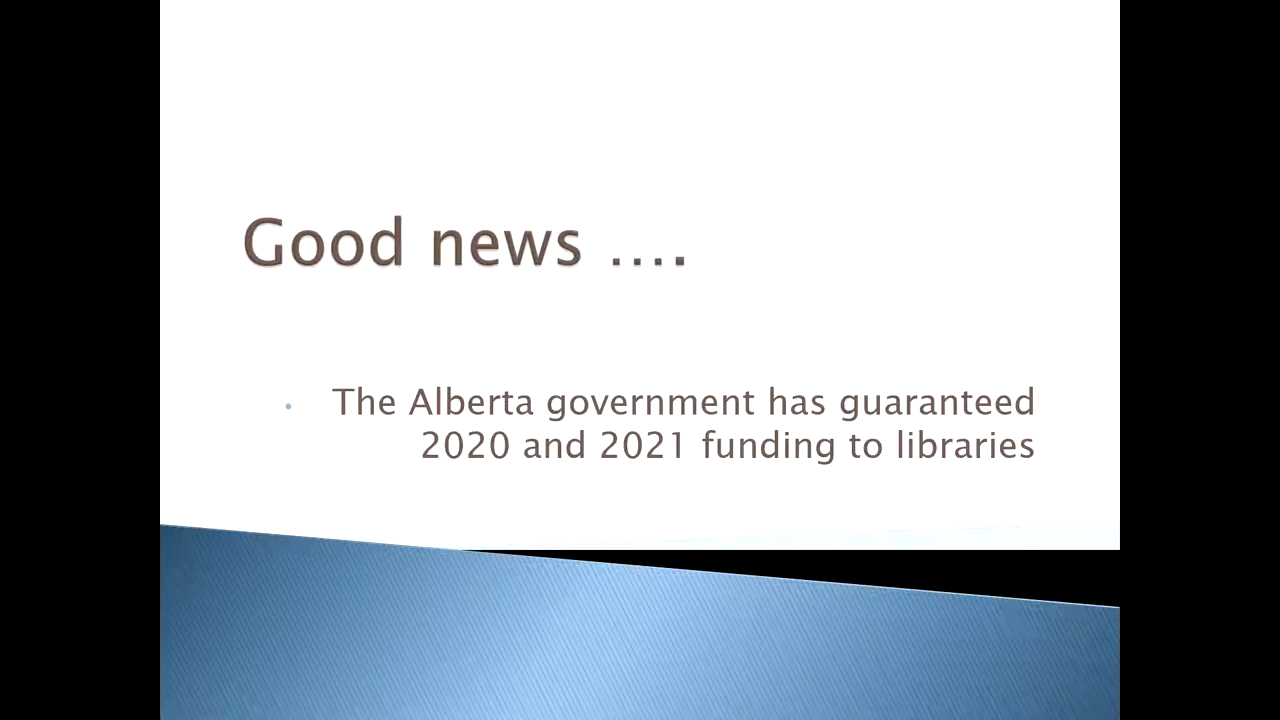 Good news ....
• The Alberta government has guaranteed
2020 and 2021 funding to libraries